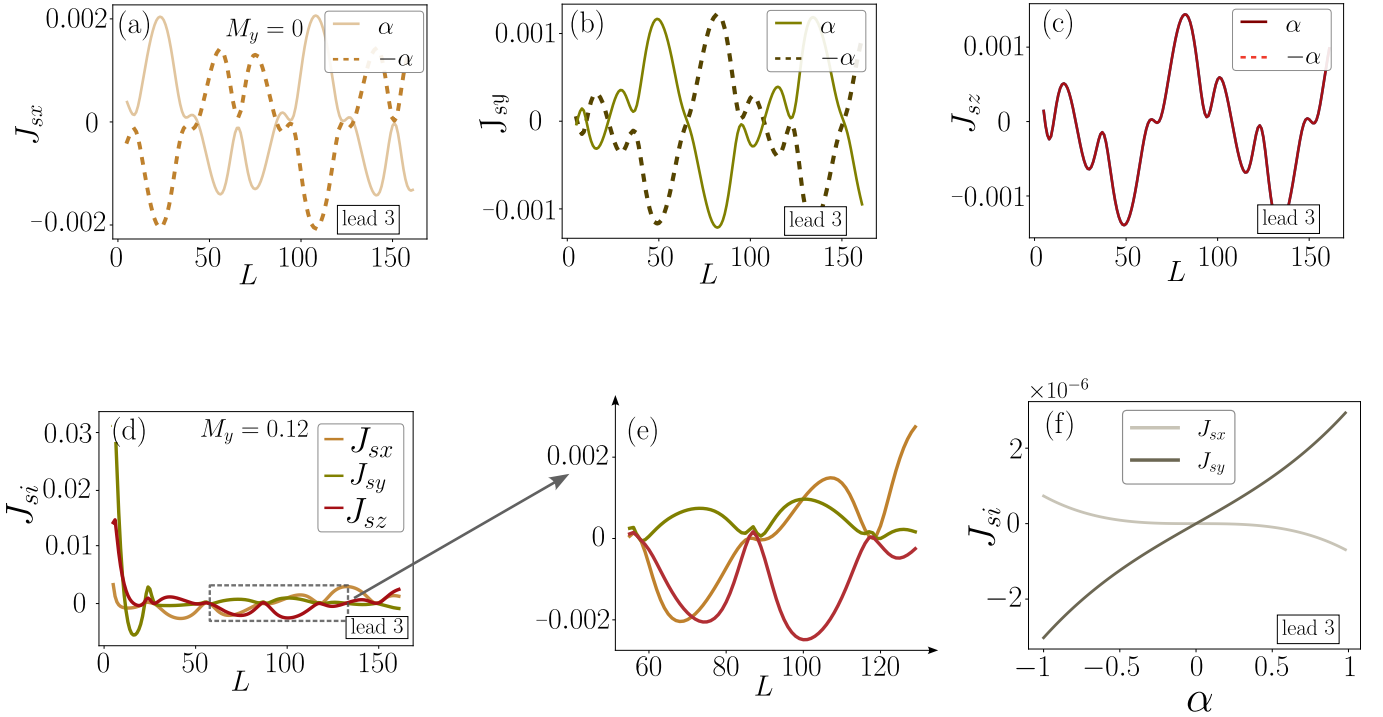 (a)
M_y = 0
α
−α
J_sx
0.002
0
−0.002
lead 3
0
50
100
150
L
(b)
α
−α
J_sy
0.001
0
−0.001
lead 3
0
50
100
150
L
(c)
α
−α
J_sz
0.001
0
−0.001
lead 3
0
50
100
150
L
(d)
M_y = 0.12
J_sx
J_sy
J_sz
J_si
0.03
0.02
0.01
0
lead 3
0
50
100
150
L
(e)
0.002
0
−0.002
60
80
100
120
L
×10⁻⁶
(f)
J_sx
J_sy
J_si
2
0
−2
lead 3
−1
−0.5
0
0.5
1
α